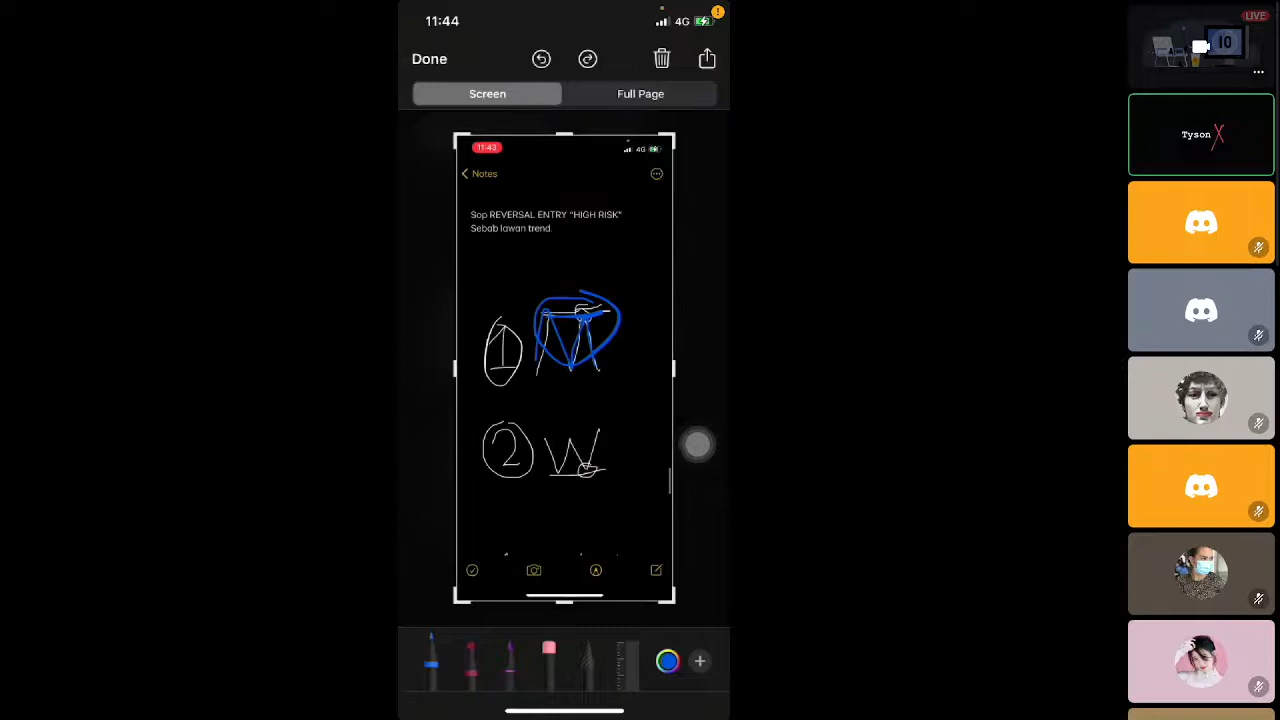 11:44
4G
LIVE
Done
Screen
Full Page
11:43
4G
Notes
Sop REVERSAL ENTRY "HIGH RISK"
Sebab lawan trend.
1
2 W
10
Tyson X